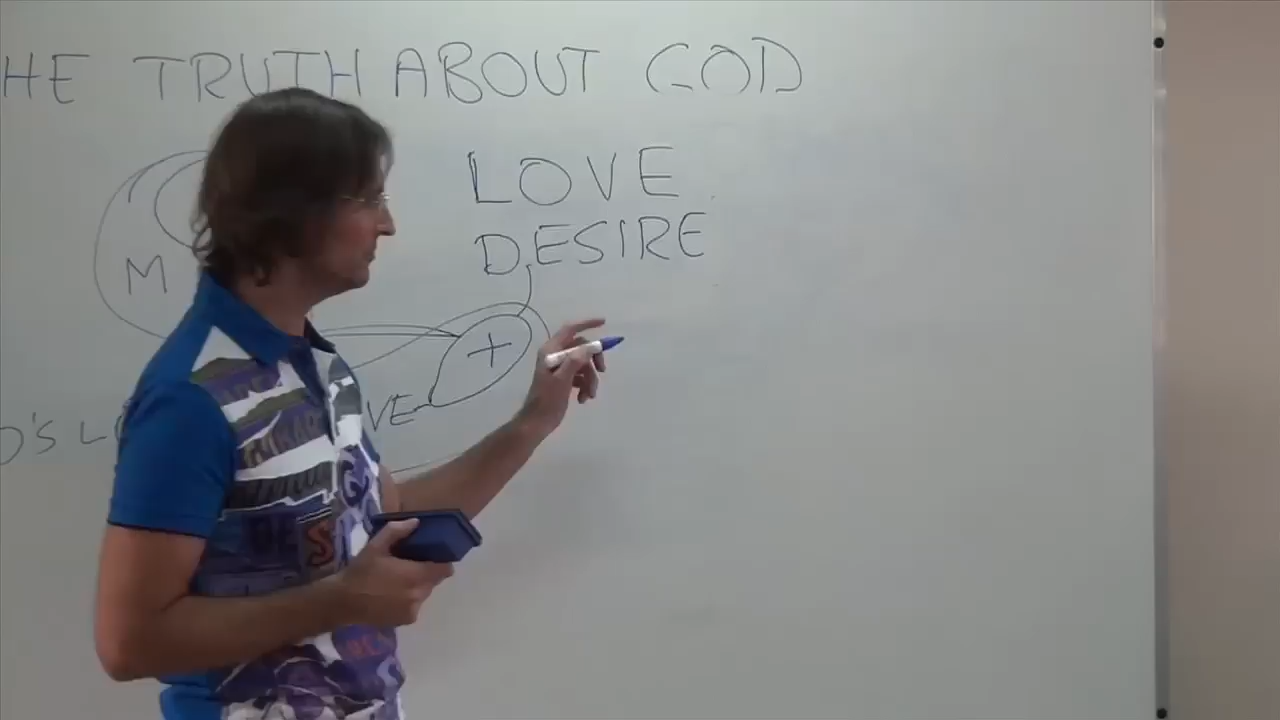 HE TRUTH ABOUT GOD
LOVE
DESIRE
M
+
VE
'S L